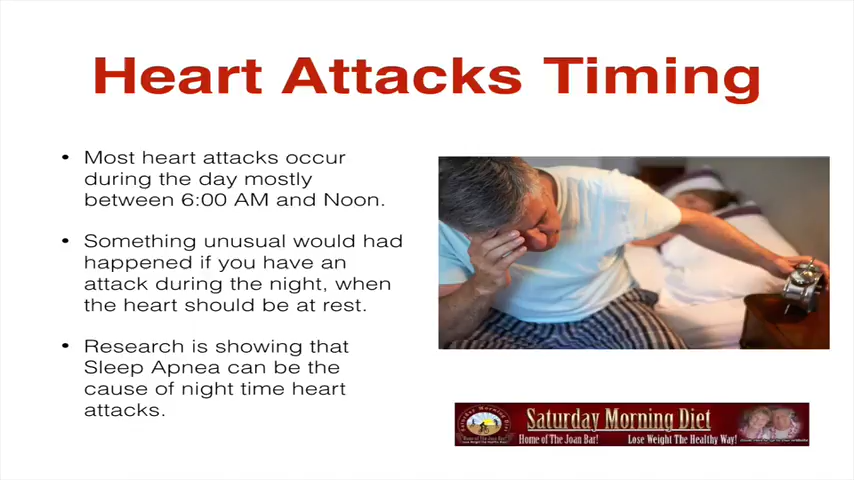 Heart Attacks Timing
• Most heart attacks occur
during the day mostly
between 6:00 AM and Noon.
• Something unusual would had
happened if you have an
attack during the night, when
the heart should be at rest.
• Research is showing that
Sleep Apnea can be the
cause of night time heart
attacks.
Saturday Morning Diet
Home of The Joan Bar!
Lose Weight The Healthy Way!